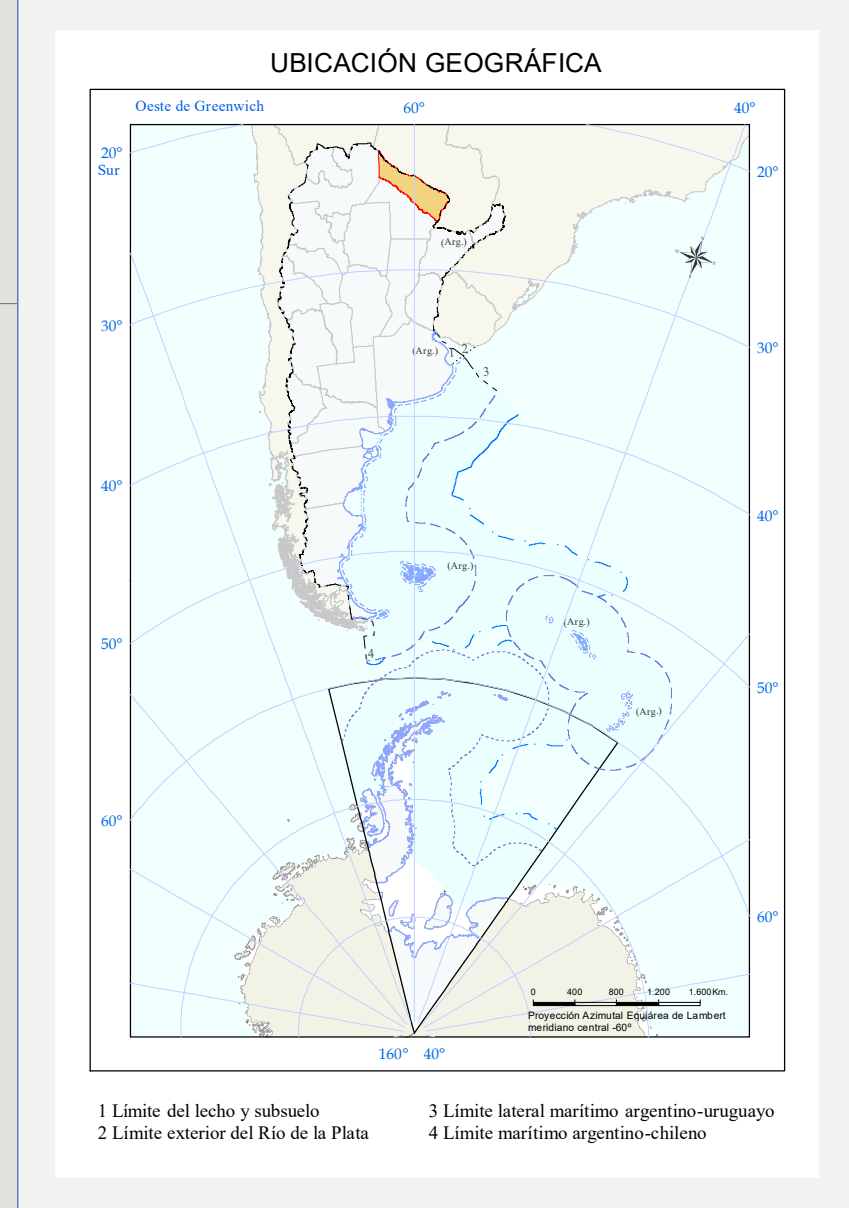 UBICACIÓN GEOGRÁFICA
Oeste de Greenwich
60°
40°
20°
Sur
20°
(Arg.)
30°
30°
(Arg.)
1
2
3
40°
40°
(Arg.)
(Arg.)
50°
4
50°
(Arg.)
60°
60°
0 400 800 1.200 1.600Km.
Proyección Azimutal Equiárea de Lambert
meridiano central -60º
160° 40°
1 Límite del lecho y subsuelo
2 Límite exterior del Río de la Plata
3 Límite lateral marítimo argentino-uruguayo
4 Límite marítimo argentino-chileno